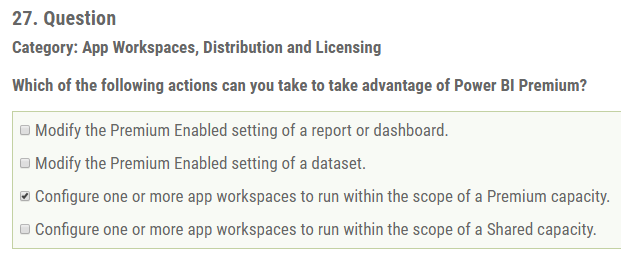 27. Question
Category: App Workspaces, Distribution and Licensing
Which of the following actions can you take to take advantage of Power BI Premium?
Modify the Premium Enabled setting of a report or dashboard.
Modify the Premium Enabled setting of a dataset.
Configure one or more app workspaces to run within the scope of a Premium capacity.
Configure one or more app workspaces to run within the scope of a Shared capacity.